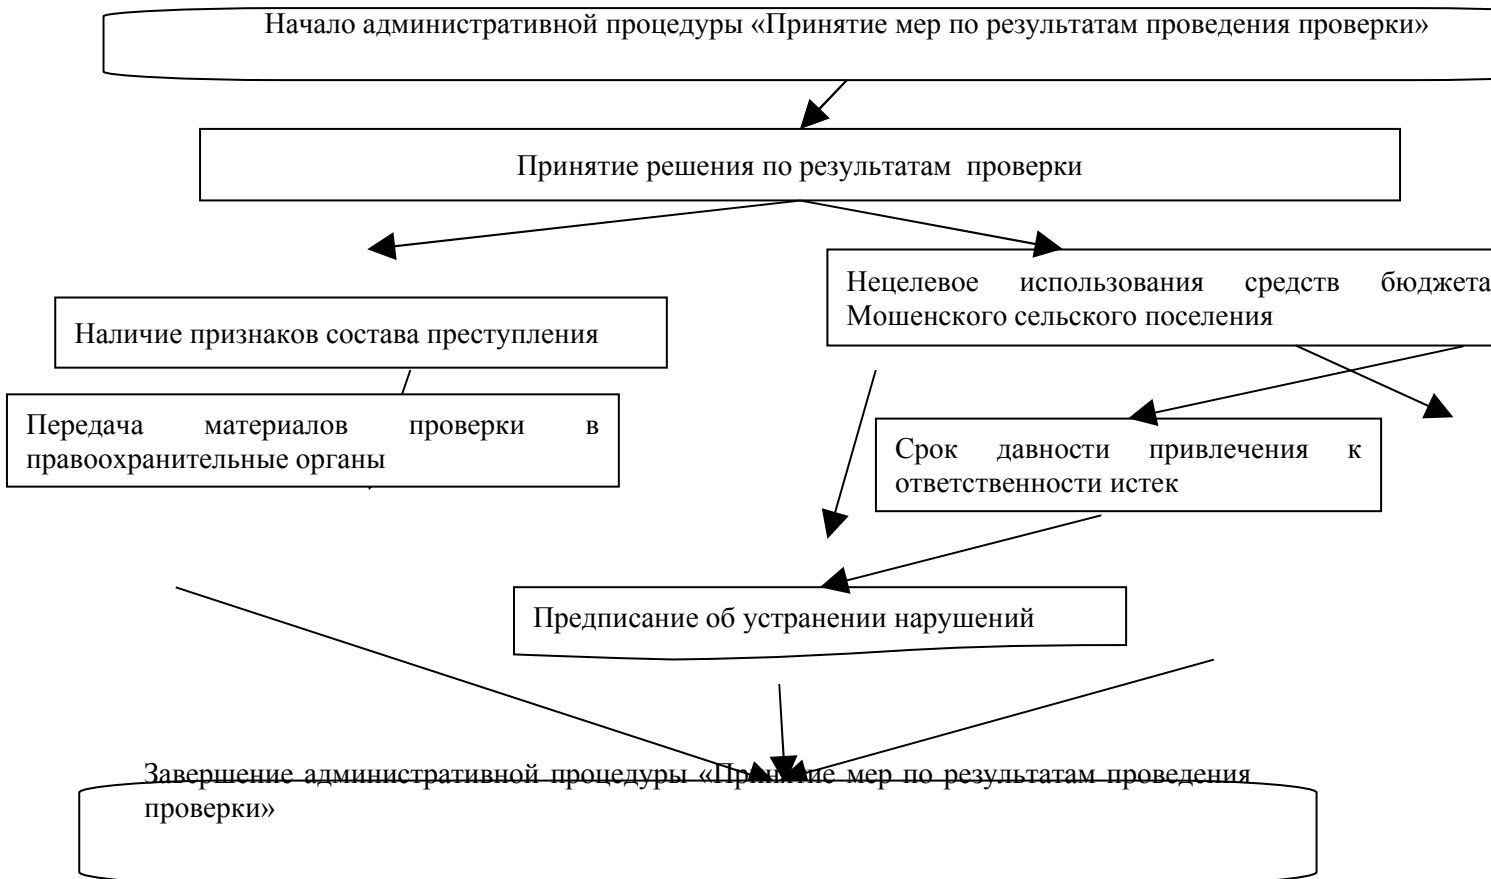 Начало административной процедуры «Принятие мер по результатам проведения проверки»
Принятие решения по результатам проверки
Нецелевое использования средств бюджета
Мошенского сельского поселения
Наличие признаков состава преступления
Передача материалов проверки в
правоохранительные органы
Срок давности привлечения к
ответственности истек
Предписание об устранении нарушений
Завершение административной процедуры «Принятие мер по результатам проведения
проверки»